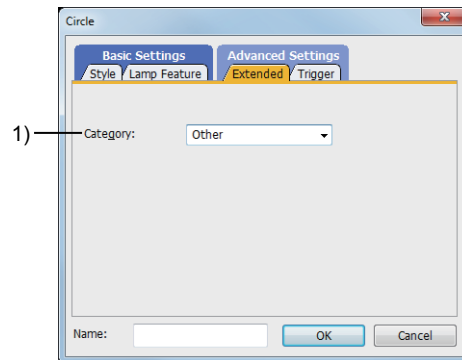 Circle
Basic Settings Advanced Settings
Style Lamp Feature Extended Trigger
1) Category: Other
Name: OK Cancel